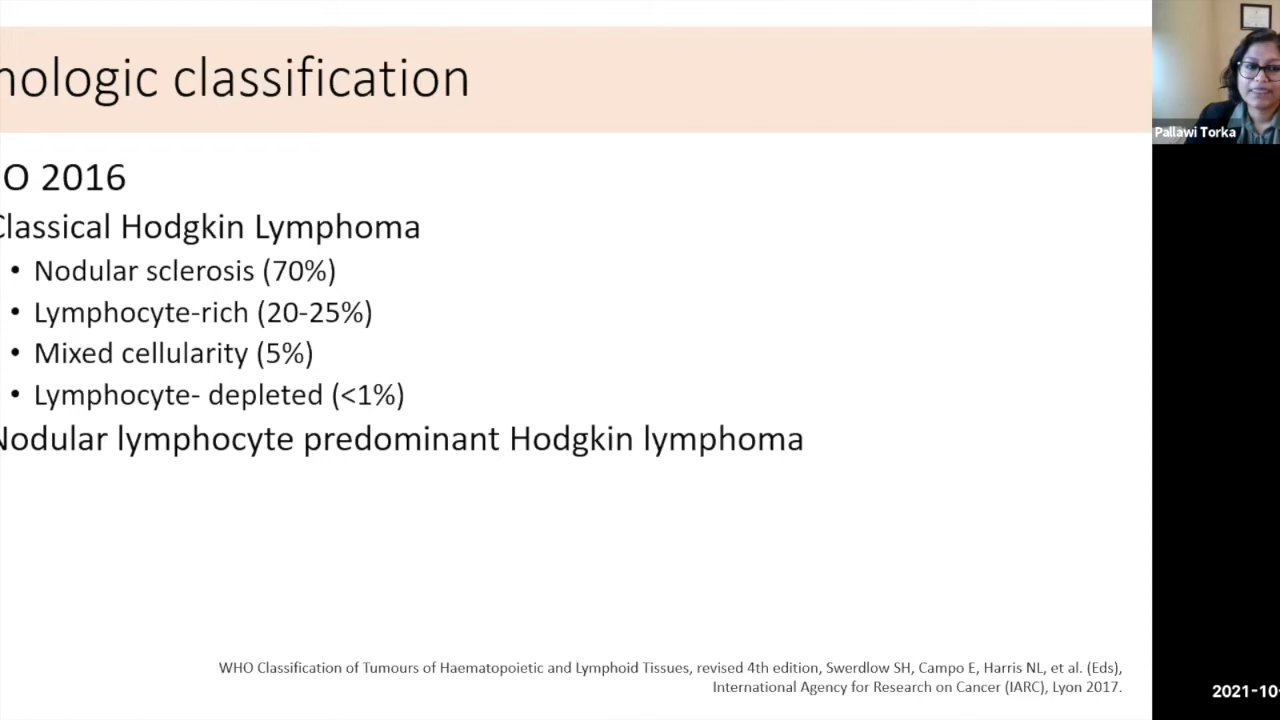 nologic classification
O 2016
Classical Hodgkin Lymphoma
• Nodular sclerosis (70%)
• Lymphocyte-rich (20-25%)
• Mixed cellularity (5%)
• Lymphocyte- depleted (<1%)
Nodular lymphocyte predominant Hodgkin lymphoma
WHO Classification of Tumours of Haematopoietic and Lymphoid Tissues, revised 4th edition, Swerdlow SH, Campo E, Harris NL, et al. (Eds),
International Agency for Research on Cancer (IARC), Lyon 2017.
Pallawi Torka
2021-10-